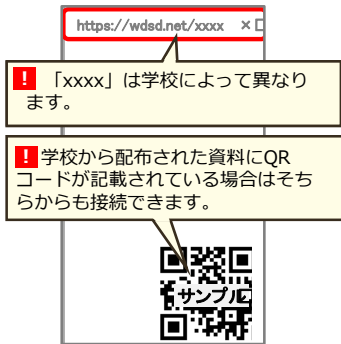 https://wdsd.net/xxxx ×
! 「xxxx」は学校によって異なり
ます。
! 学校から配布された資料にQR
コードが記載されている場合はそち
らからも接続できます。
サンプル